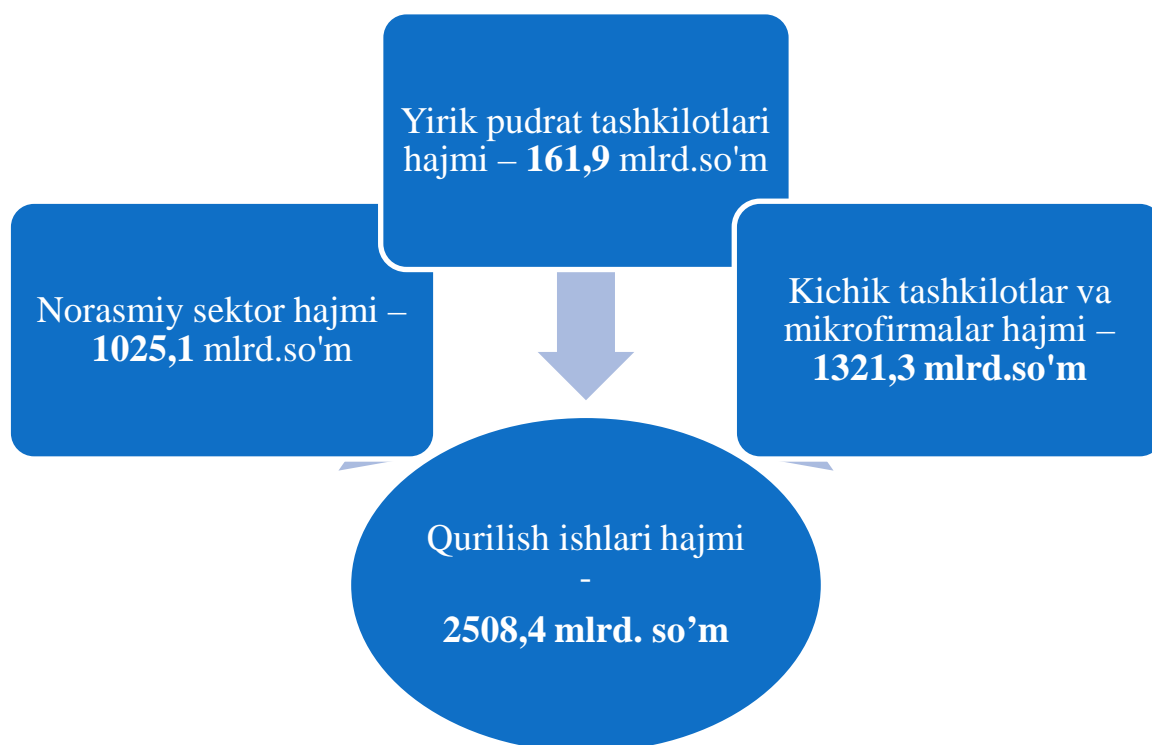 Yirik pudrat tashkilotlari
hajmi – 161,9 mlrd.so'm
Norasmiy sektor hajmi –
1025,1 mlrd.so'm
Kichik tashkilotlar va
mikrofirmalar hajmi –
1321,3 mlrd.so'm
Qurilish ishlari hajmi
-
2508,4 mlrd. so’m